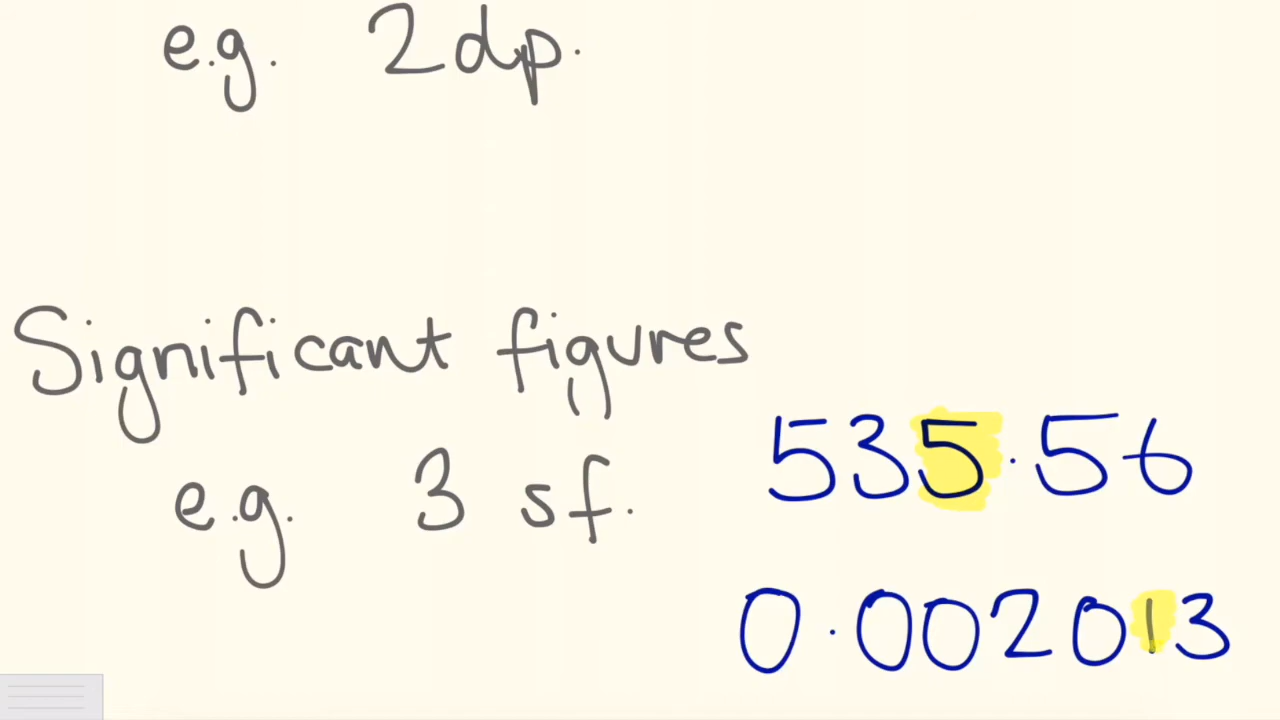 e.g. 2dp.
Significant figures
535.56
e.g. 3 sf.
0.002013